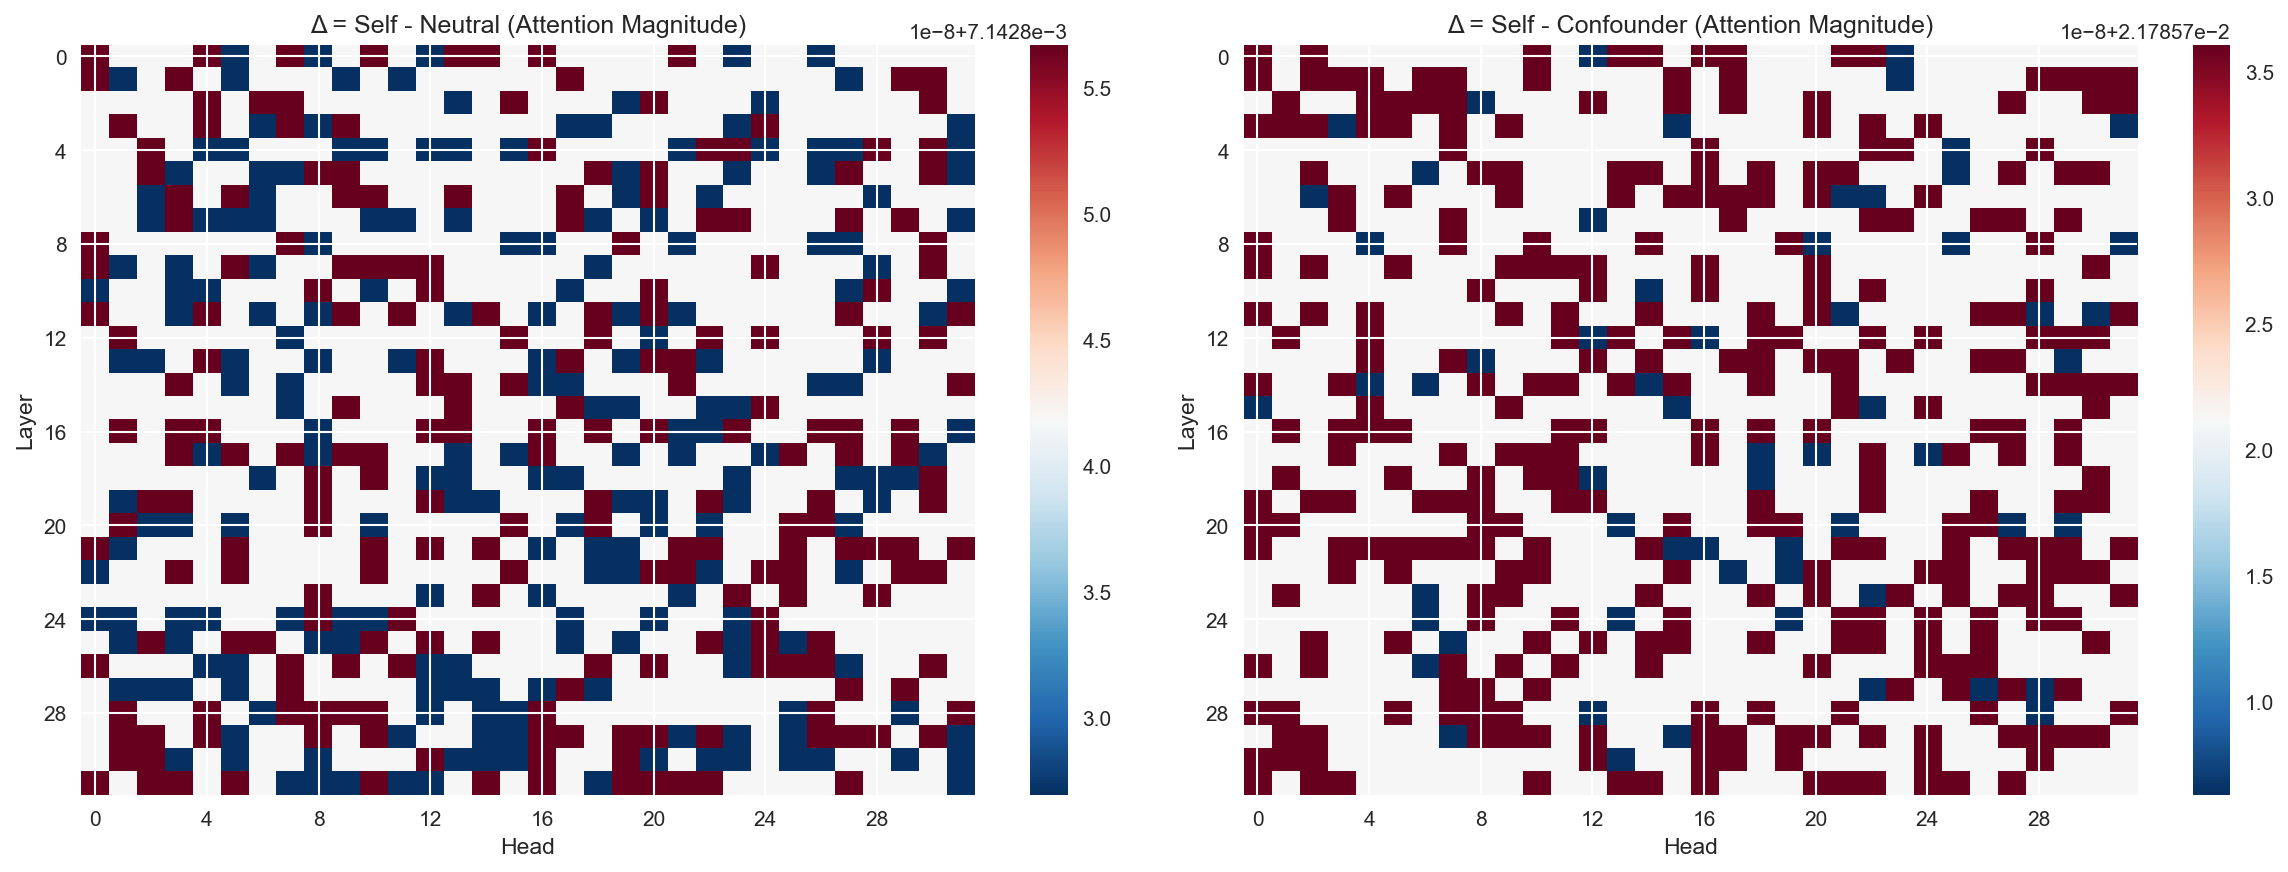 Δ = Self - Neutral (Attention Magnitude)
1e−8+7.1428e−3
0
4
8
12
16
20
24
28
Layer
0 4 8 12 16 20 24 28
Head
5.5
5.0
4.5
4.0
3.5
3.0
Δ = Self - Confounder (Attention Magnitude)
1e−8+2.17857e−2
0
4
8
12
16
20
24
28
Layer
0 4 8 12 16 20 24 28
Head
3.5
3.0
2.5
2.0
1.5
1.0